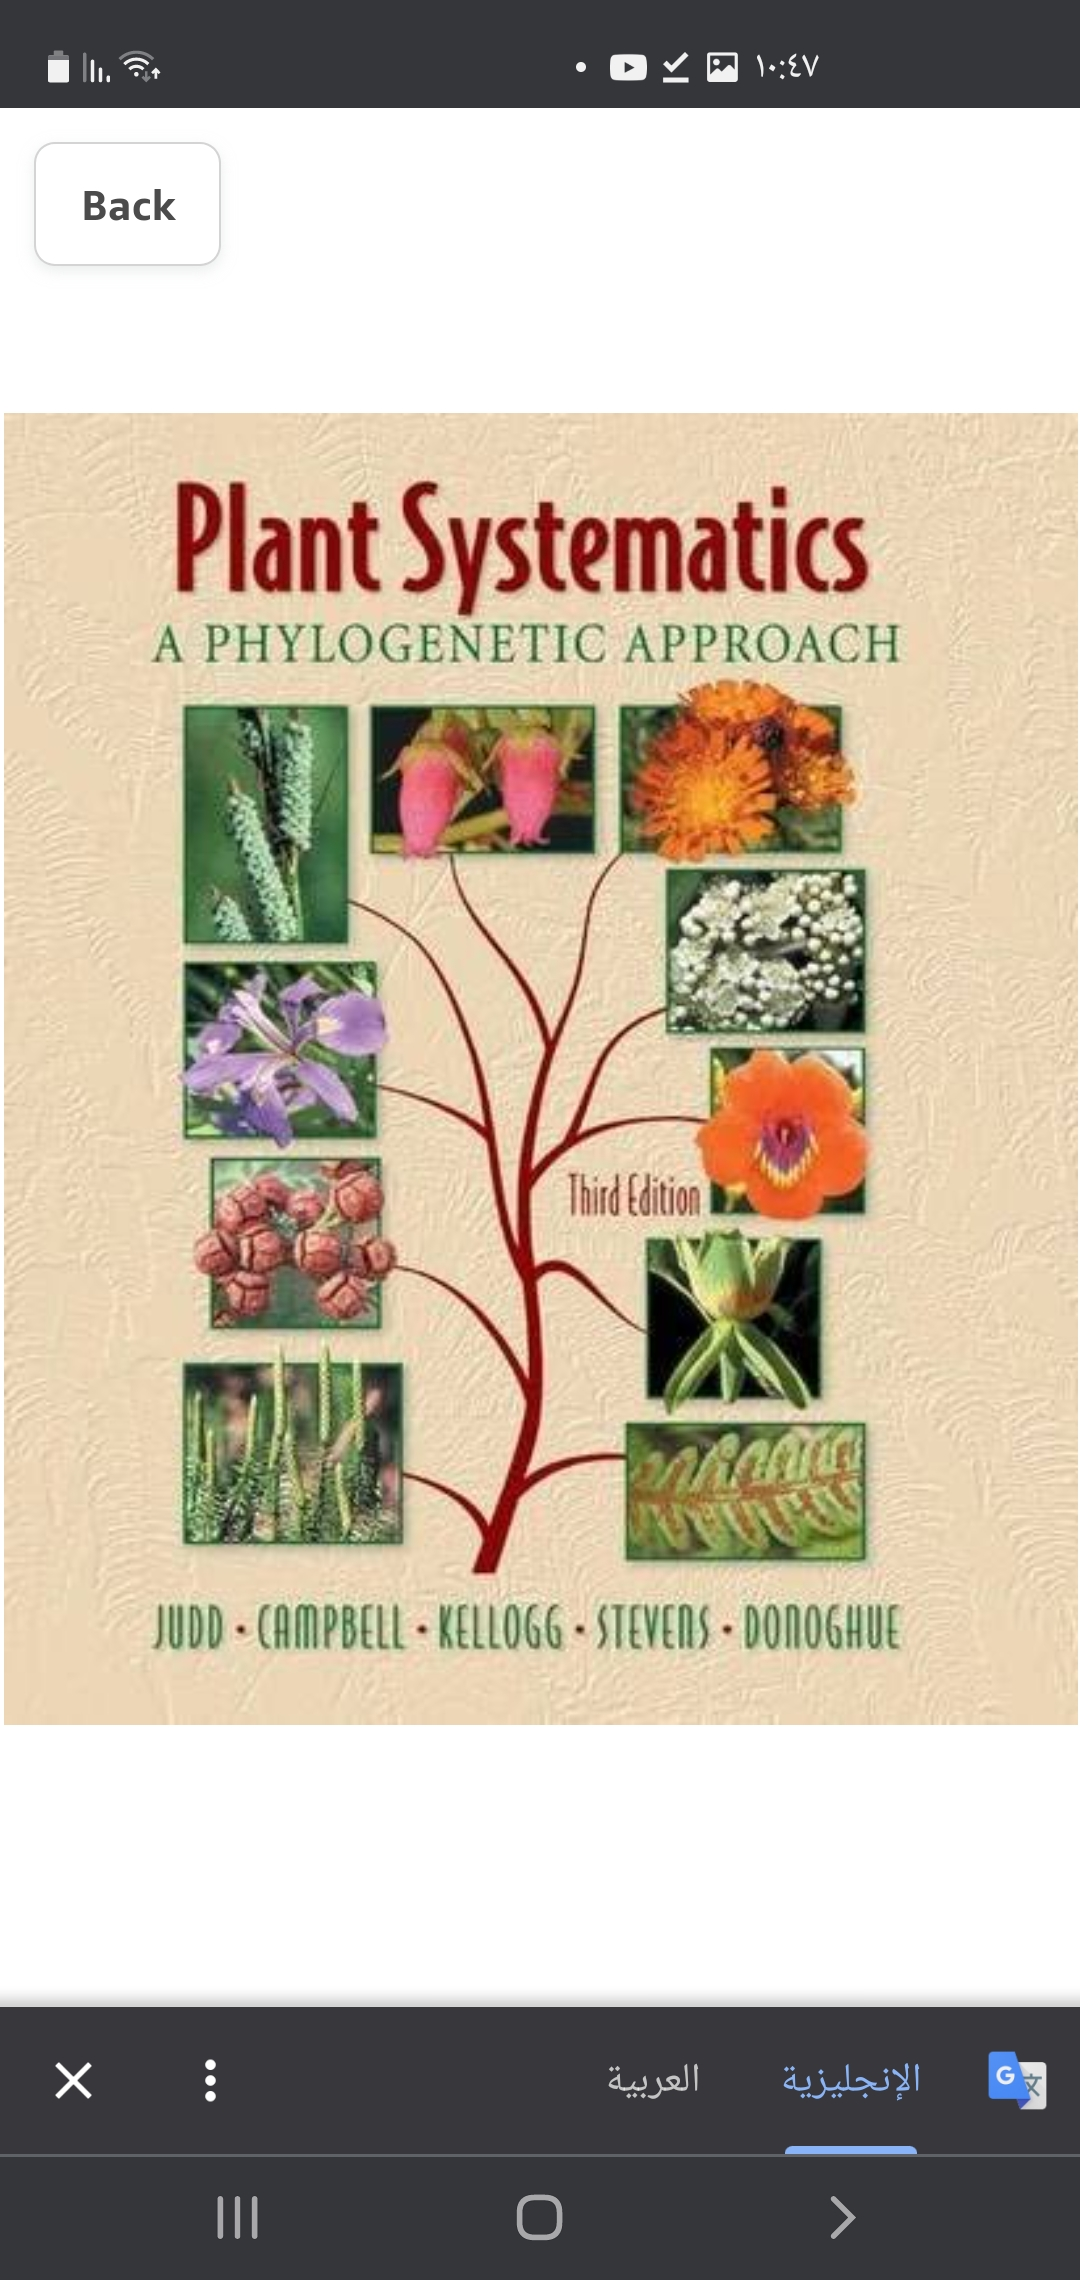 ١٠:٤٧
Back
Plant Systematics
A PHYLOGENETIC APPROACH
Third Edition
JUDD • CAMPBELL • KELLOGG • STEVENS • DONOGHUE
الإنجليزية
العربية